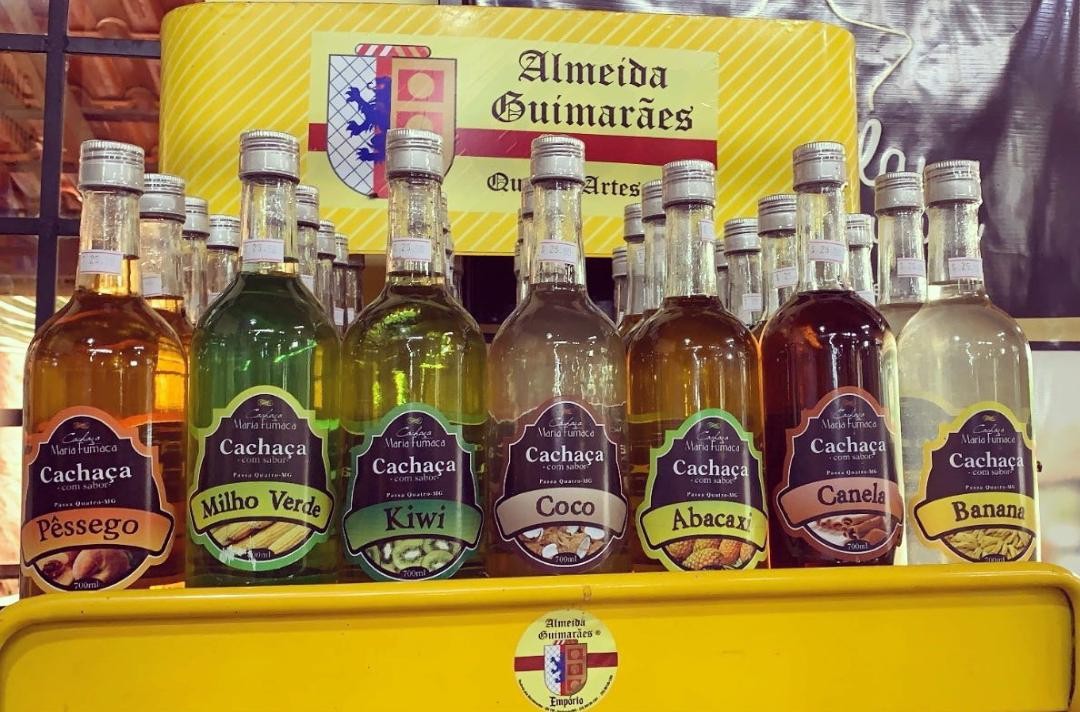 Almeida
Guimarães
Cachaça
Maria Fumaça
Cachaça
com sabor
Passa Quatro-MG
Pêssego
700ml
Cachaça
Maria Fumaça
Cachaça
com sabor
Passa Quatro-MG
Milho Verde
700ml
Cachaça
Maria Fumaça
Cachaça
com sabor
Passa Quatro-MG
Kiwi
700ml
Cachaça
Maria Fumaça
Cachaça
com sabor
Passa Quatro-MG
Coco
700ml
Cachaça
Maria Fumaça
Cachaça
com sabor
Passa Quatro-MG
Abacaxi
700ml
Cachaça
Maria Fumaça
Cachaça
com sabor
Passa Quatro-MG
Canela
700ml
Cachaça
Maria Fumaça
Cachaça
com sabor
Passa Quatro-MG
Banana
700ml
Almeida
Guimarães ®
Empório